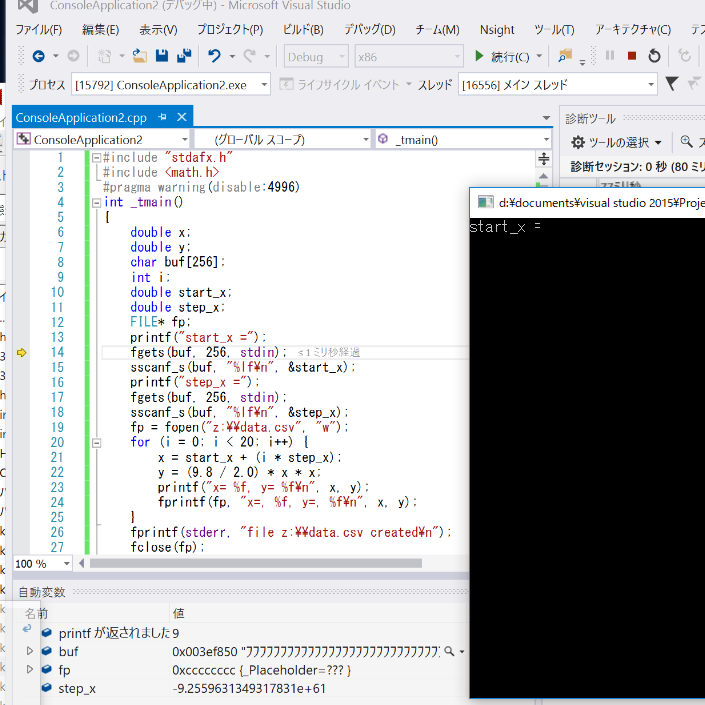 ConsoleApplication2 (デバッグ中) - Microsoft Visual Studio
ファイル(F) 編集(E) 表示(V) プロジェクト(P) ビルド(B) デバッグ(D) チーム(M) Nsight ツール(T) アーキテクチャ(C)
Debug x86 続行(C)
プロセス [15792] ConsoleApplication2.exe ライフサイクル イベント スレッド [16556] メイン スレッド
ConsoleApplication2.cpp
ConsoleApplication2 (グローバル スコープ) _tmain()
1 #include "stdafx.h"
2 #include <math.h>
3 #pragma warning(disable:4996)
4 int _tmain()
5 {
6 double x;
7 double y;
8 char buf[256];
9 int i;
10 double start_x;
11 double step_x;
12 FILE* fp;
13 printf("start_x =");
14 fgets(buf, 256, stdin); ≤ 1 ミリ秒経過
15 sscanf_s(buf, "%lf¥n", &start_x);
16 printf("step_x =");
17 fgets(buf, 256, stdin);
18 sscanf_s(buf, "%lf¥n", &step_x);
19 fp = fopen("z:¥¥data.csv", "w");
20 for (i = 0; i < 20; i++) {
21 x = start_x + (i * step_x);
22 y = (9.8 / 2.0) * x * x;
23 printf("x= %f, y= %f¥n", x, y);
24 fprintf(fp, "x=, %f, y=, %f¥n", x, y);
25 }
26 fprintf(stderr, "file z:¥¥data.csv created¥n");
27 fclose(fp);
100 %
診断ツール
ツールの選択
診断セッション: 0 秒 (80 ミリ
d:¥documents¥visual studio 2015¥Proje
start_x =
自動変数
名前 値
printf が返されました 9
buf 0x003ef850 "ﾌﾌﾌﾌﾌﾌﾌﾌﾌﾌﾌﾌﾌﾌﾌﾌﾌﾌﾌﾌﾌﾌﾌﾌﾌﾌﾌﾌ
fp 0xcccccccc {_Placeholder=??? }
step_x -9.2559631349317831e+61